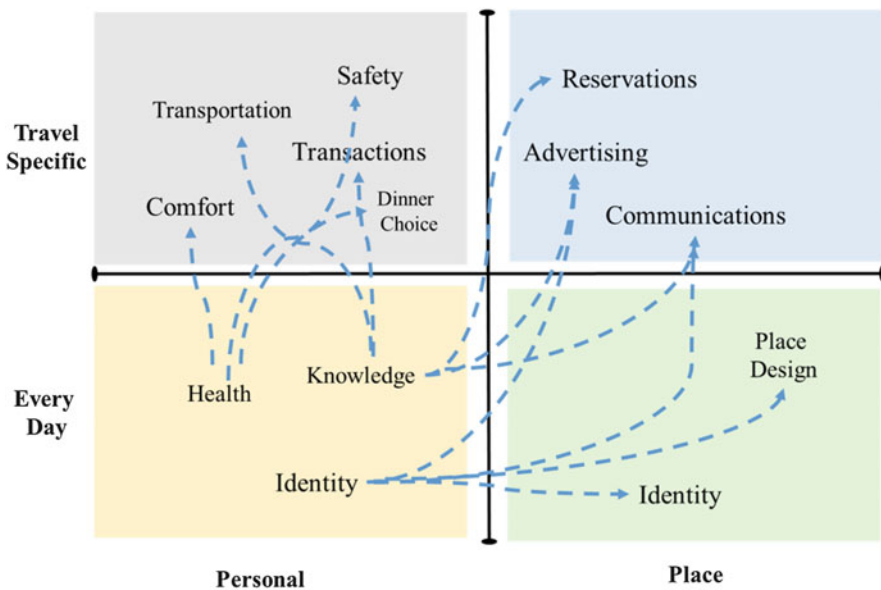 Travel
Specific
Safety
Transportation
Transactions
Comfort
Dinner
Choice
Reservations
Advertising
Communications
Every
Day
Health
Knowledge
Identity
Place
Design
Identity
Personal
Place